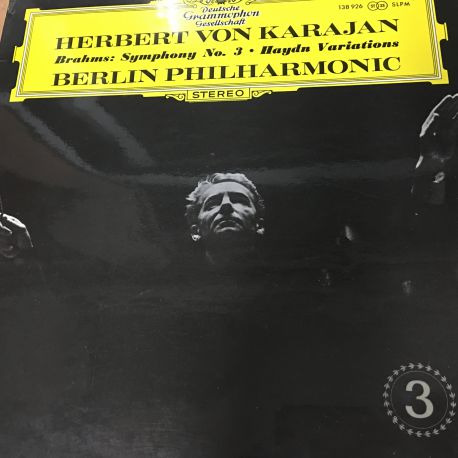 Deutsche
Grammophon
Gesellschaft
138 926 SLPM
HERBERT VON KARAJAN
Brahms: Symphony No. 3 • Haydn Variations
BERLIN PHILHARMONIC
STEREO
3